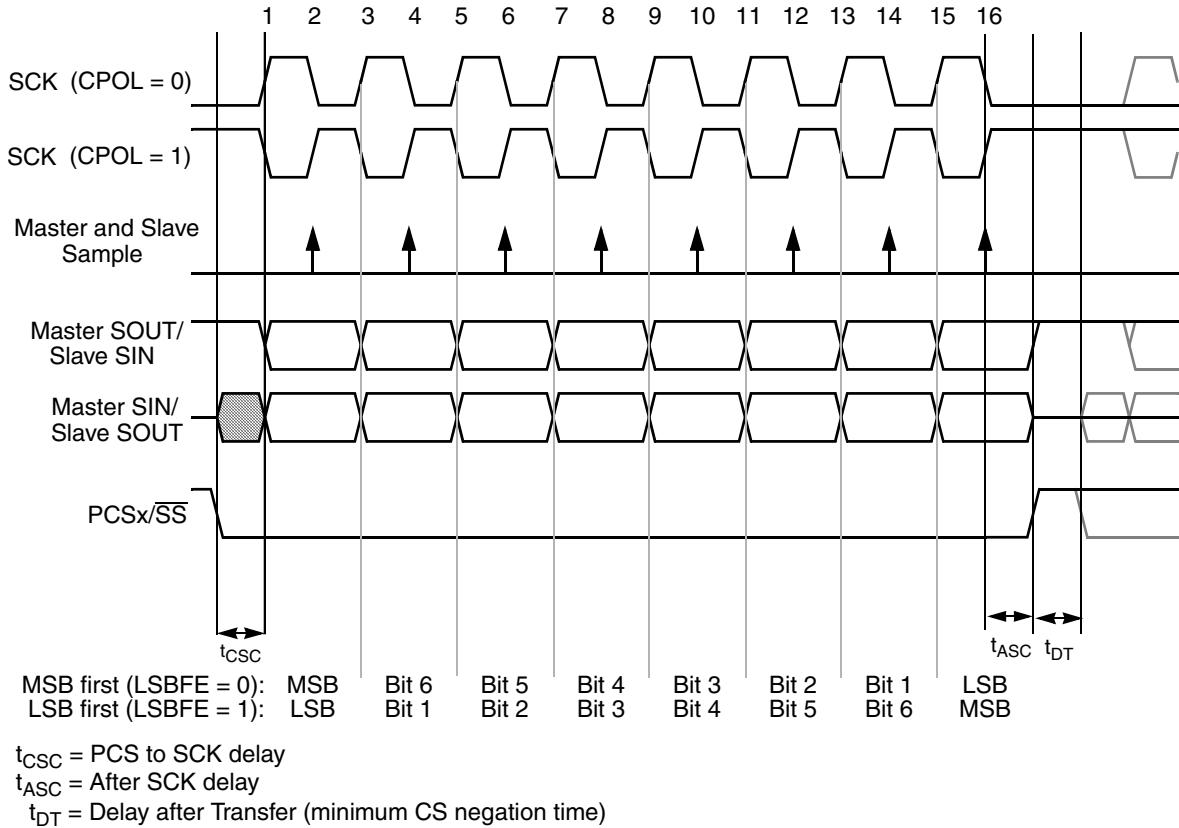 1 2 3 4 5 6 7 8 9 10 11 12 13 14 15 16
SCK (CPOL = 0)
SCK (CPOL = 1)
Master and Slave
Sample
Master SOUT/
Slave SIN
Master SIN/
Slave SOUT
PCSx/SS
tCSC
tASC
tDT
MSB first (LSBFE = 0): MSB Bit 6 Bit 5 Bit 4 Bit 3 Bit 2 Bit 1 LSB
LSB first (LSBFE = 1): LSB Bit 1 Bit 2 Bit 3 Bit 4 Bit 5 Bit 6 MSB
tCSC = PCS to SCK delay
tASC = After SCK delay
tDT = Delay after Transfer (minimum CS negation time)